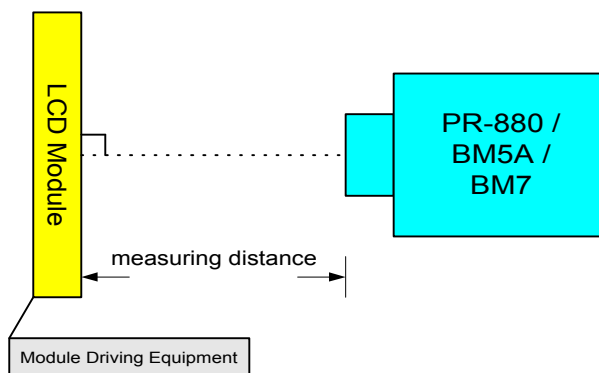 LCD Module
PR-880 /
BM5A /
BM7
measuring distance
Module Driving Equipment